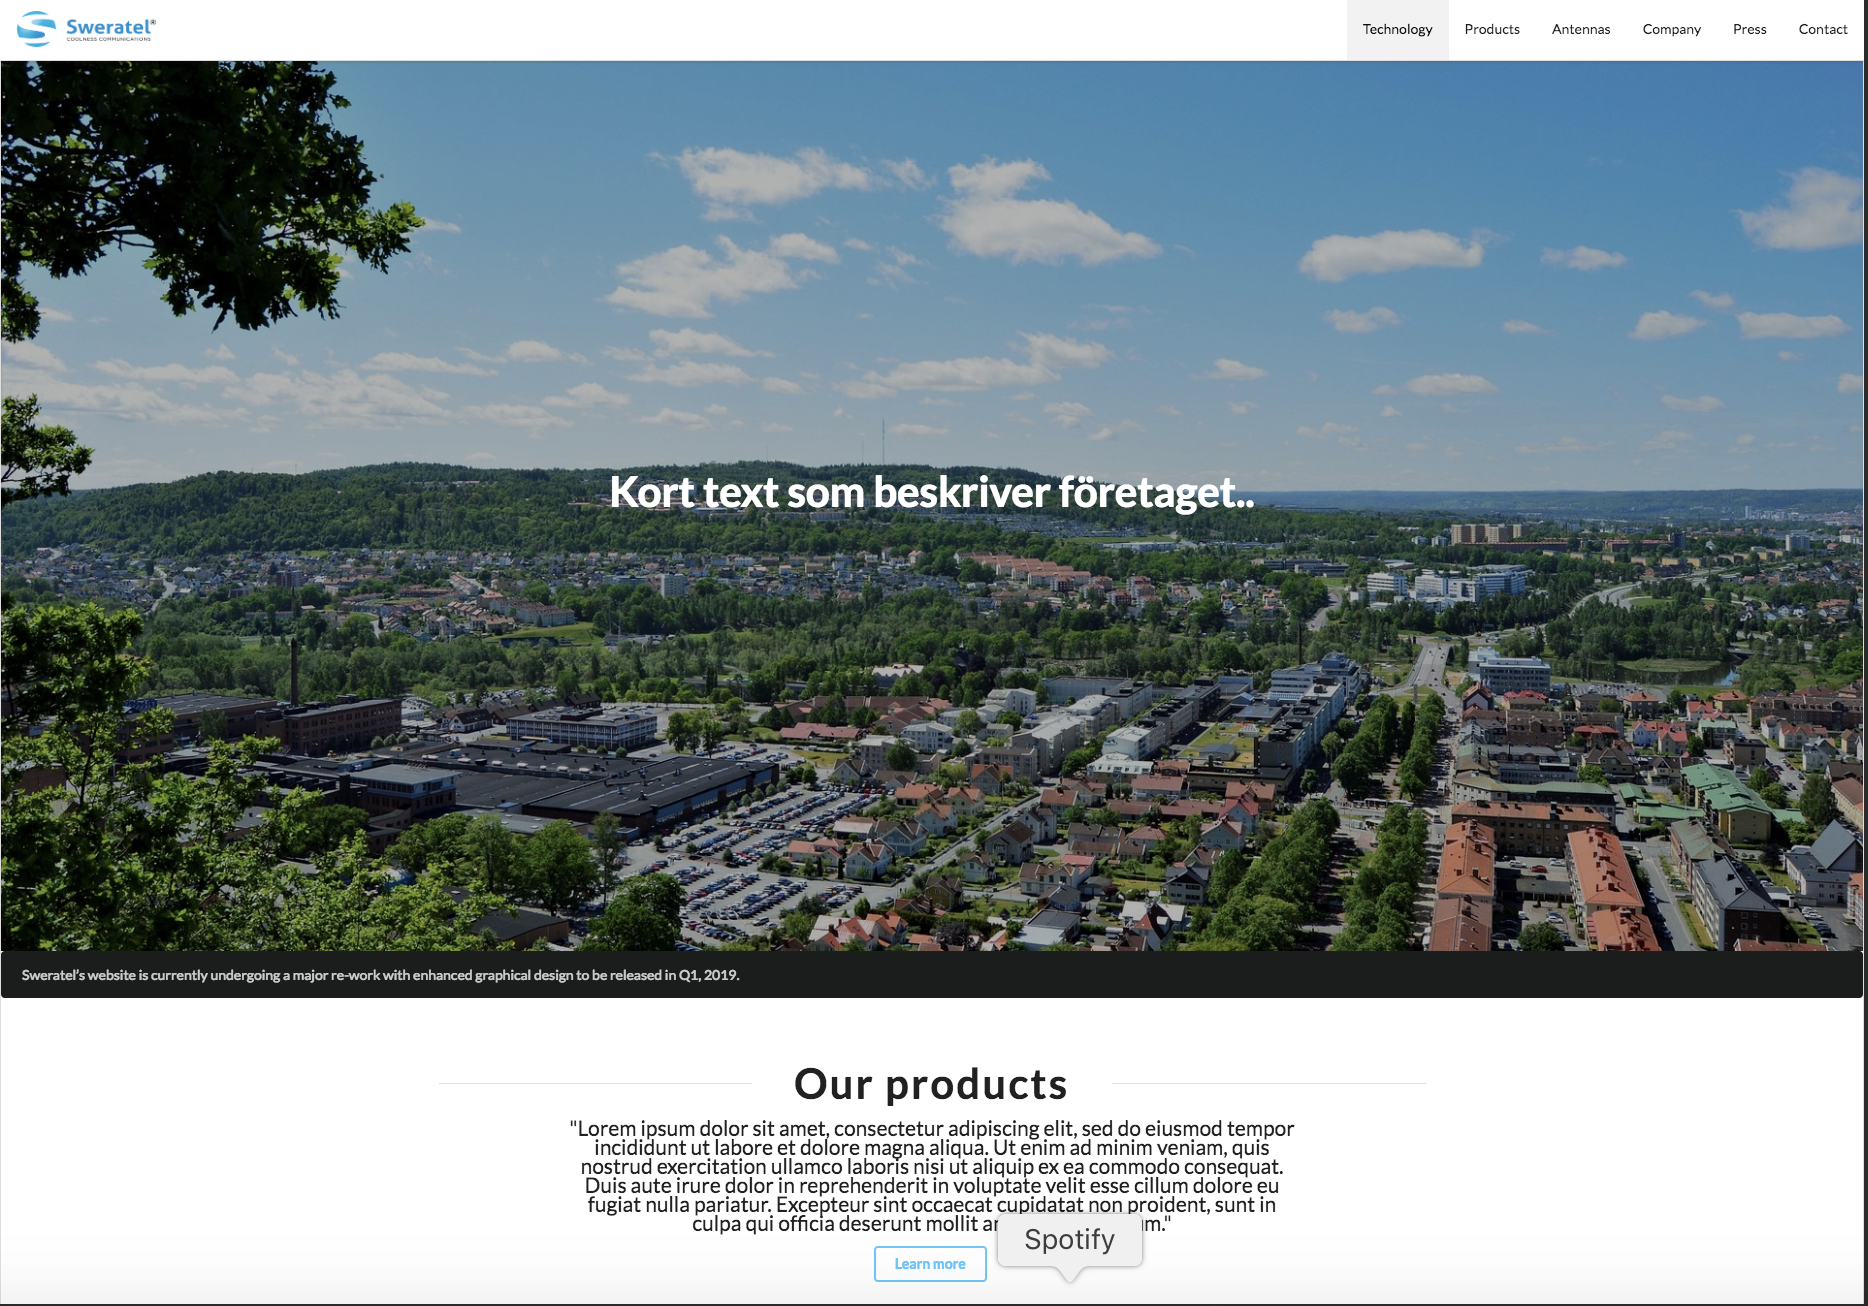 Sweratel®
COOLNESS COMMUNICATIONS
Technology Products Antennas Company Press Contact
Kort text som beskriver företaget..
Sweratel's website is currently undergoing a major re-work with enhanced graphical design to be released in Q1, 2019.
Our products
"Lorem ipsum dolor sit amet, consectetur adipiscing elit, sed do eiusmod tempor
incididunt ut labore et dolore magna aliqua. Ut enim ad minim veniam, quis
nostrud exercitation ullamco laboris nisi ut aliquip ex ea commodo consequat.
Duis aute irure dolor in reprehenderit in voluptate velit esse cillum dolore eu
fugiat nulla pariatur. Excepteur sint occaecat cupidatat non proident, sunt in
culpa qui officia deserunt mollit
Spotify
Learn more